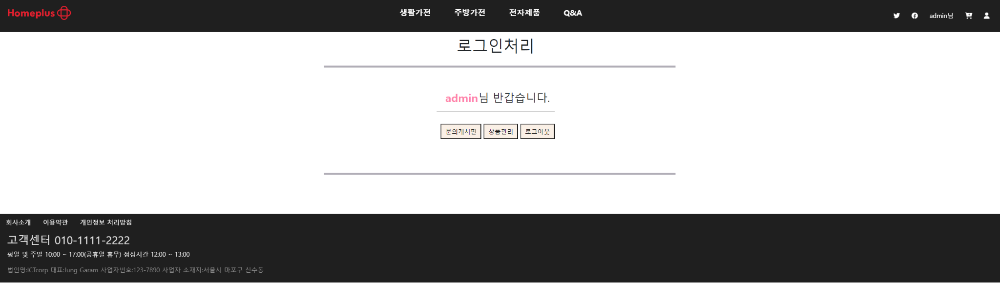 Homeplus 생활가전 주방가전 전자제품 Q&A admin님
로그인처리
admin님 반갑습니다.
문의게시판 상품관리 로그아웃
회사소개 이용약관 개인정보 처리방침
고객센터 010-1111-2222
평일 및 주말 10:00 ~ 17:00(공휴일 휴무) 점심시간 12:00 ~ 13:00
법인명:ICTcorp 대표:Jung Garam 사업자번호:123-7890 사업자 소재지:서울시 마포구 신수동